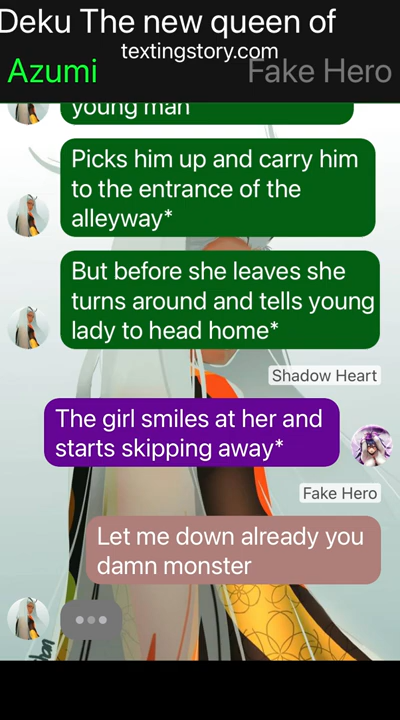 Deku The new queen of
textingstory.com
Azumi
Fake Hero
young man
Picks him up and carry him
to the entrance of the
alleyway*
But before she leaves she
turns around and tells young
lady to head home*
Shadow Heart
The girl smiles at her and
starts skipping away*
Fake Hero
Let me down already you
damn monster